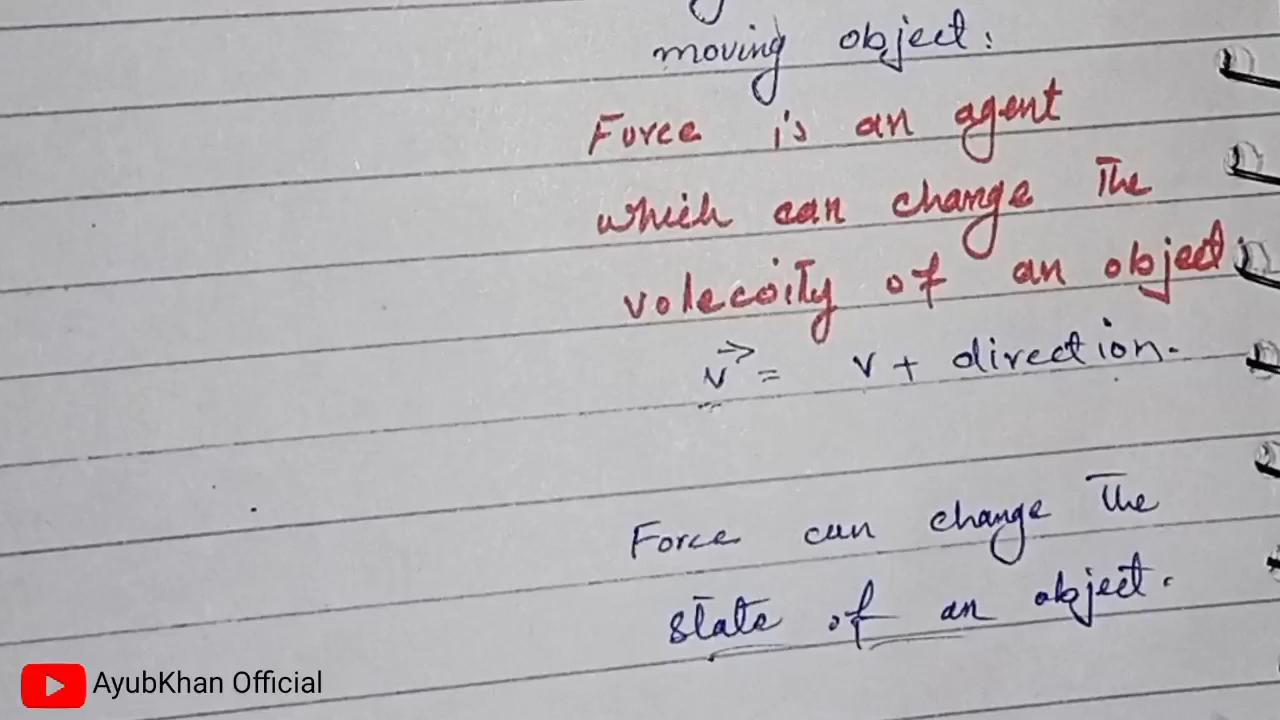 moving object:
Force is an agent
which can change The
volecoity of an object.
v⃗ = v + direction.
Force can change The
state of an object.
AyubKhan Official